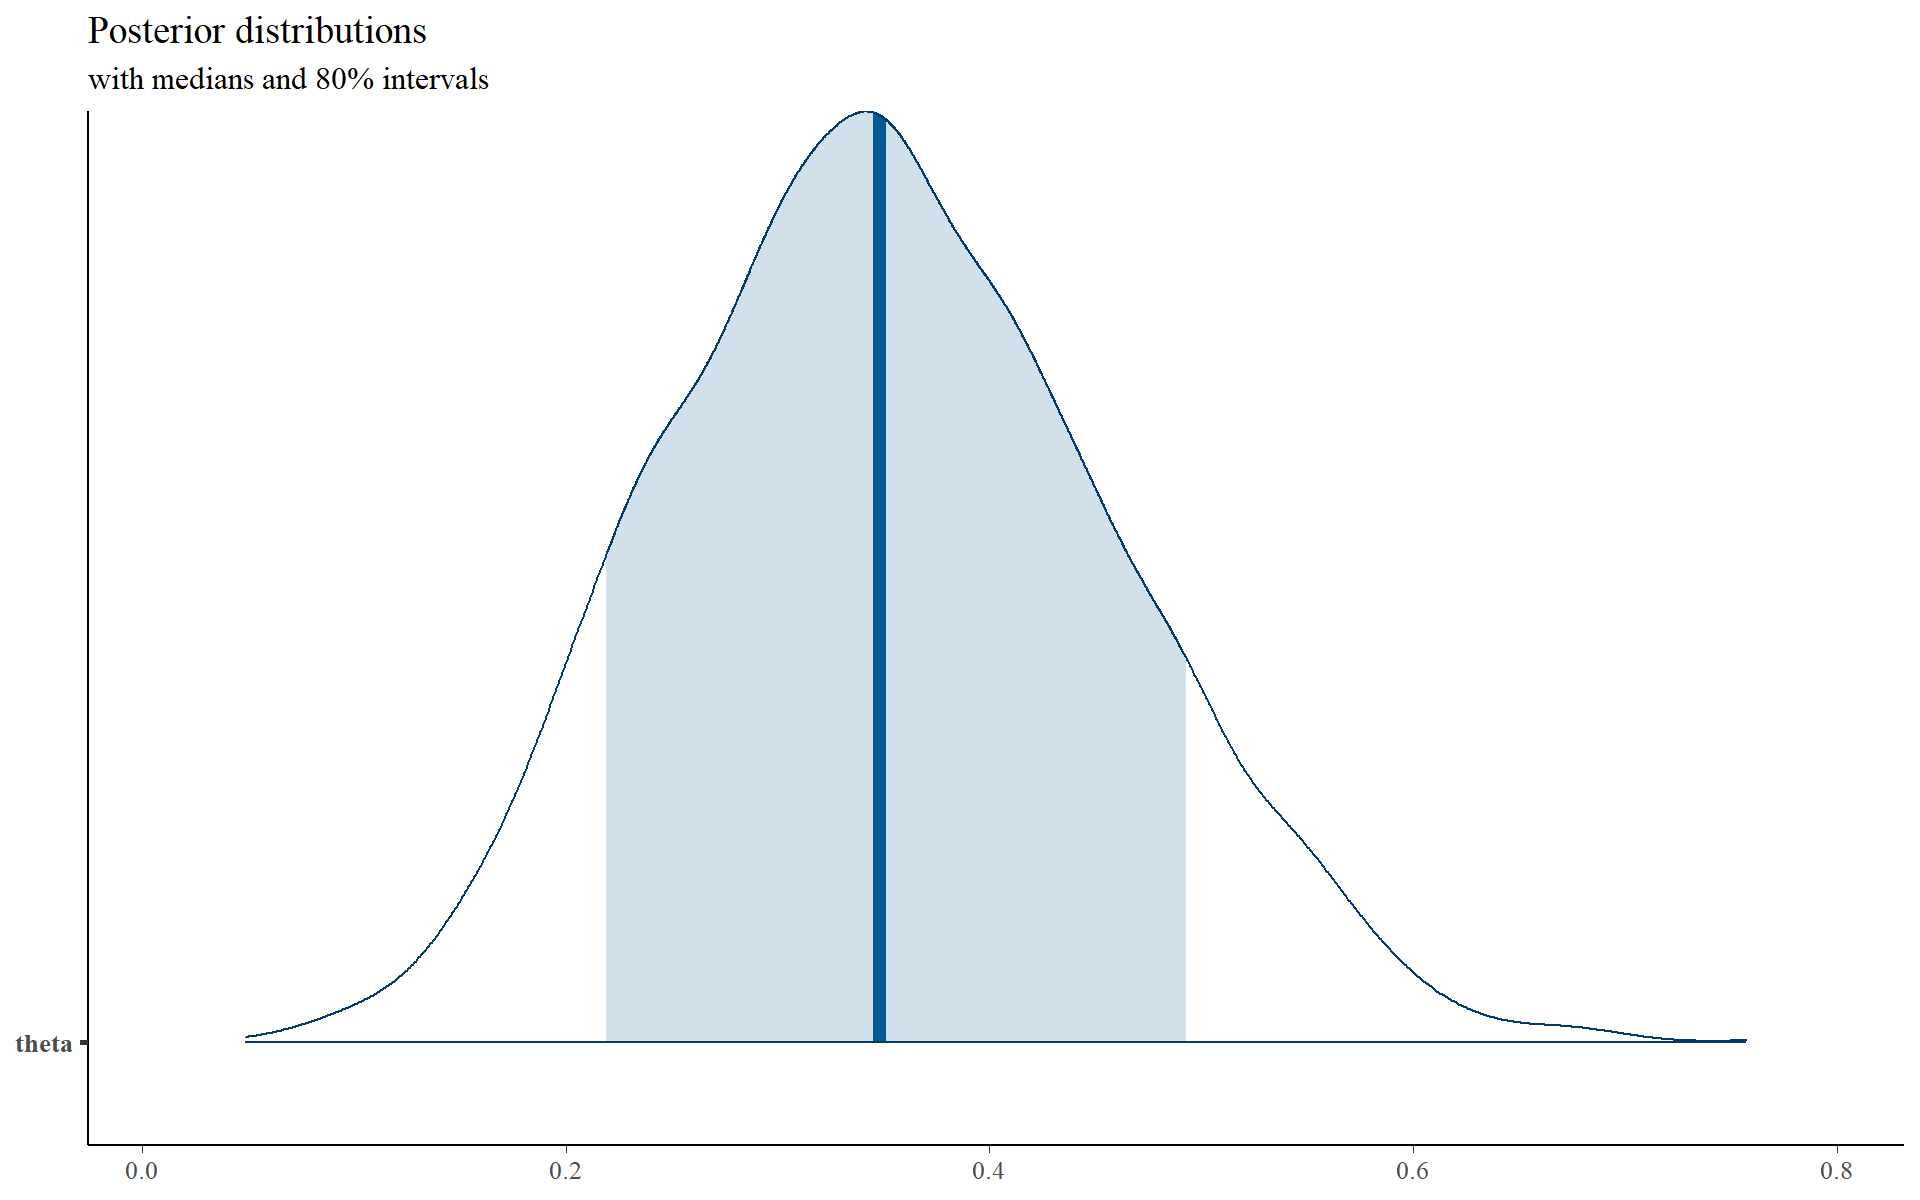 Posterior distributions
with medians and 80% intervals
theta
0.0 0.2 0.4 0.6 0.8